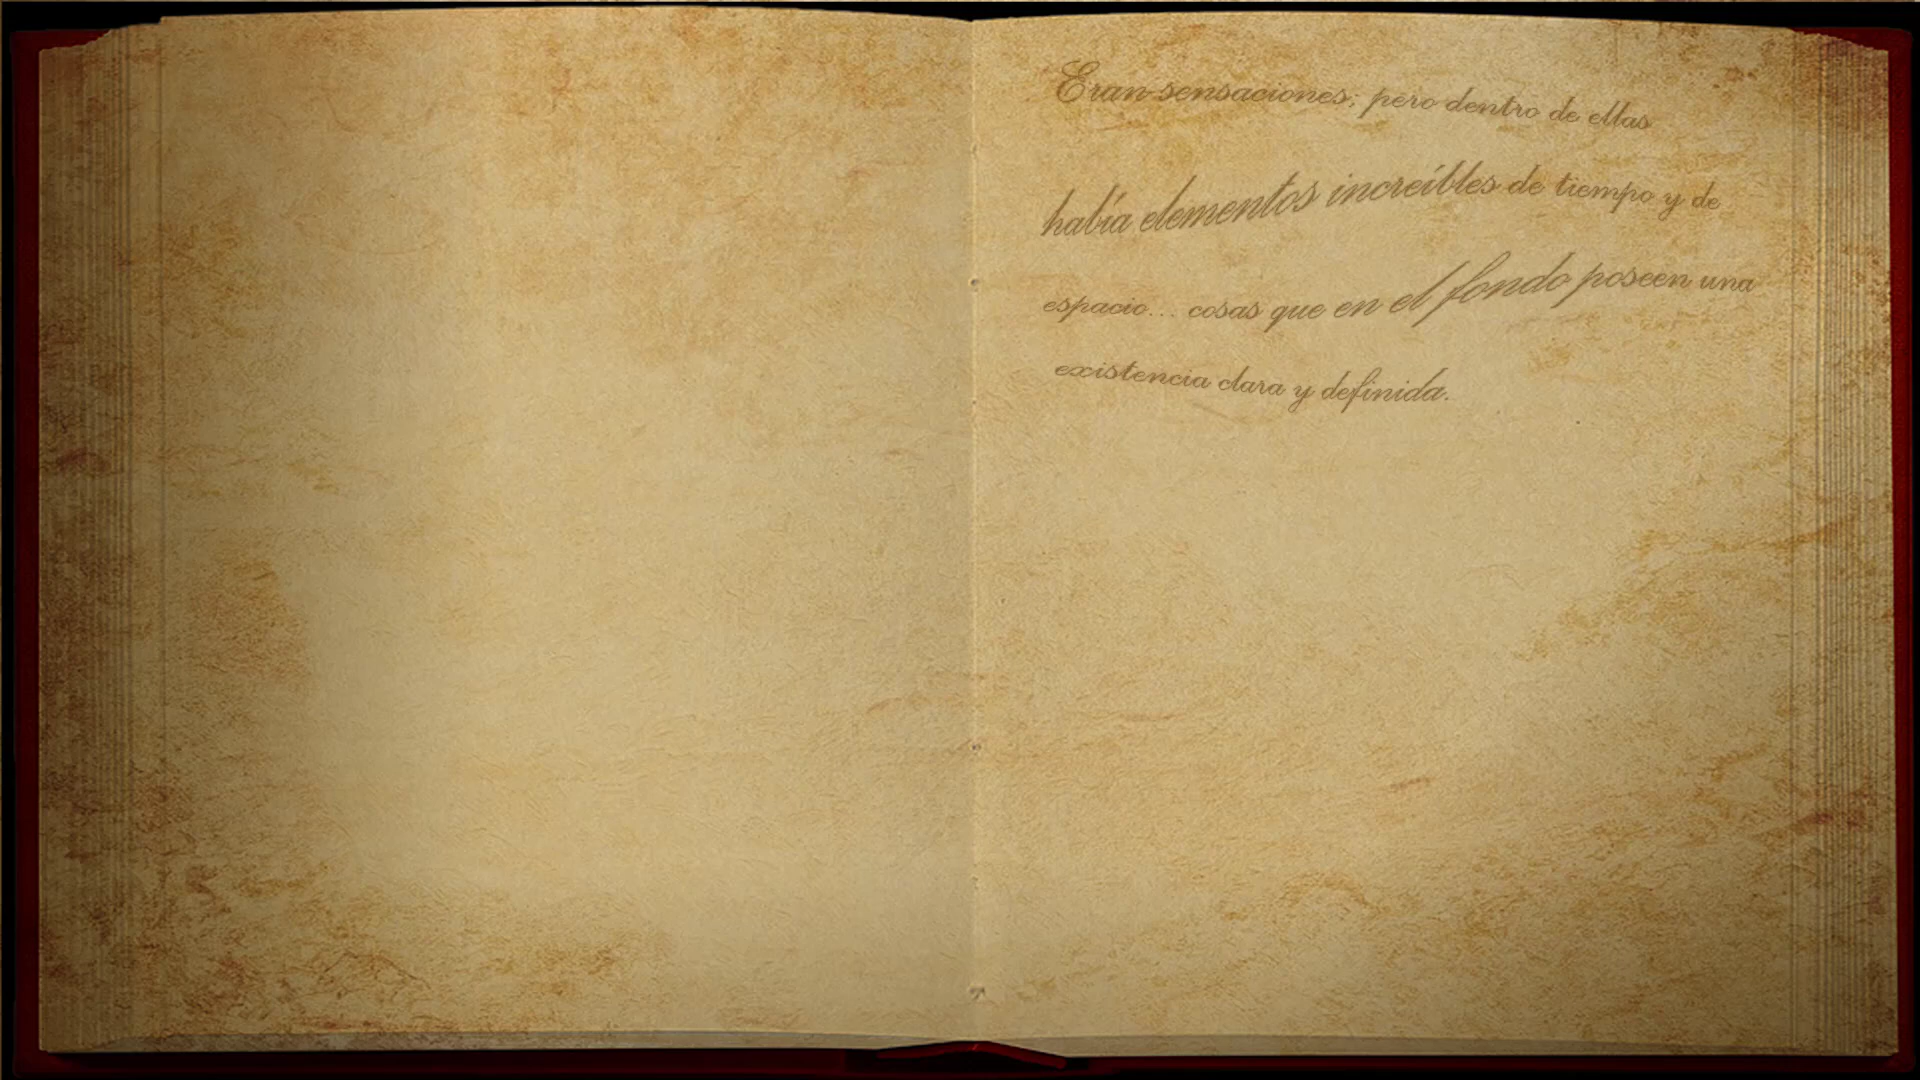 Eran sensaciones; pero dentro de ellas
había elementos increíbles de tiempo y de
espacio... cosas que en el fondo poseen una
existencia clara y definida.